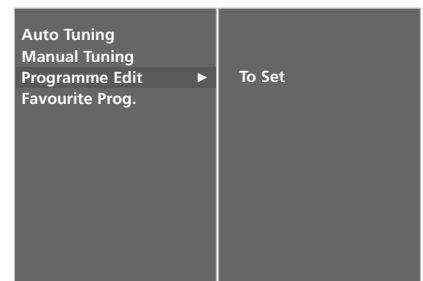 Auto Tuning
Manual Tuning
Programme Edit ► To Set
Favourite Prog.